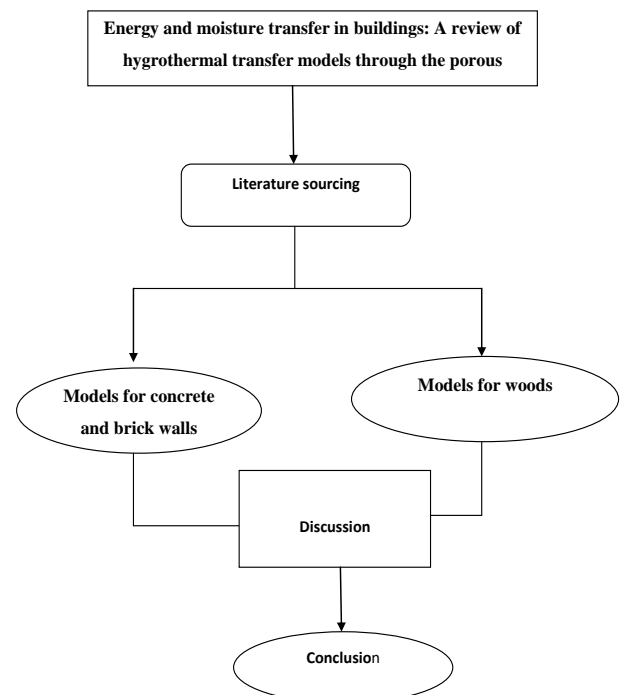 Energy and moisture transfer in buildings: A review of
hygrothermal transfer models through the porous
Literature sourcing
Models for concrete
and brick walls
Models for woods
Discussion
Conclusion